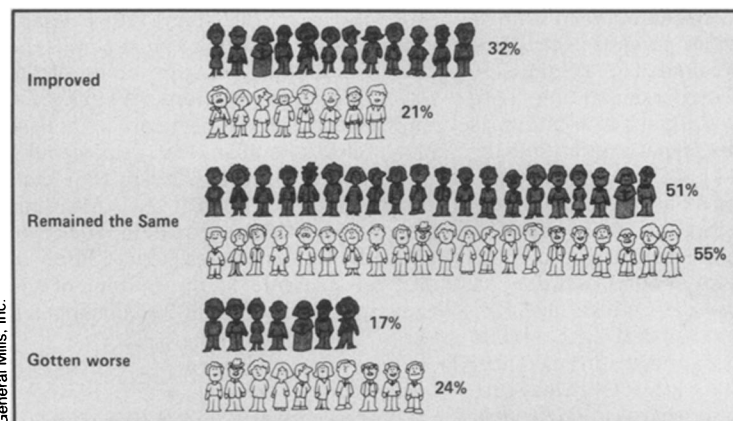 Improved
32%
21%
Remained the Same
51%
55%
Gotten worse
17%
24%
General Mills, Inc.